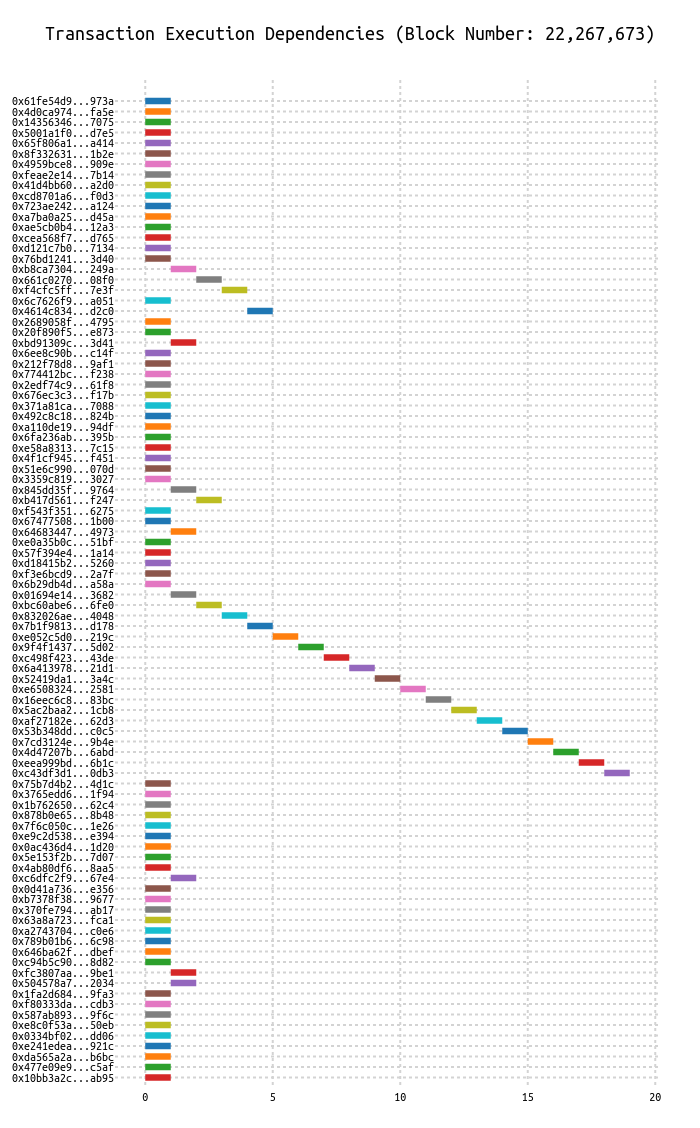 Transaction Execution Dependencies (Block Number: 22,267,673)
0x61fe54d9...973a
0x4d0ca974...fa5e
0x14356346...7075
0x5001a1f0...d7e5
0x65f806a1...a414
0x8f332631...1b2e
0x4959bce8...909e
0xfeae2e14...7b14
0x41d4bb60...a2d0
0xcd8701a6...f0d3
0x723ae242...a124
0xa7ba0a25...d45a
0xae5cb0b4...12a3
0xcea568f7...d765
0xd121c7b0...7134
0x76bd1241...3d40
0xb8ca7304...249a
0x661c0270...08f0
0xf4cfc5ff...7e3f
0x6c7626f9...a051
0x4614c834...d2c0
0x2689058f...4795
0x20f890f5...e873
0xbd91309c...3d41
0x6ee8c90b...c14f
0x212f78d8...9af1
0x774412bc...f238
0x2edf74c9...61f8
0x676ec3c3...f17b
0x371a81ca...7088
0x492c8c18...824b
0xa110de19...94df
0x6fa236ab...395b
0xe58a8313...7c15
0x4f1cf945...f451
0x51e6c990...070d
0x3359c819...3027
0x845dd35f...9764
0xb417d561...f247
0xf543f351...6275
0x67477508...1b00
0x64683447...4973
0xe0a35b0c...51bf
0x57f394e4...1a14
0xd18415b2...5260
0xf3e6bcd9...2a7f
0x6b29db4d...a58a
0x01694e14...3682
0xbc60abe6...6fe0
0x832026ae...4048
0x7b1f9813...d178
0xe052c5d0...219c
0x9f4f1437...5d02
0xc498f423...43de
0x6a413978...21d1
0x52419da1...3a4c
0xe6508324...2581
0x16eec6c8...83bc
0x5ac2baa2...1cb8
0xaf27182e...62d3
0x53b348dd...c0c5
0x7cd3124e...9b4e
0x4d47207b...6abd
0xeea999bd...6b1c
0xc43df3d1...0db3
0x75b7d4b2...4d1c
0x3765edd6...1f94
0x1b762650...62c4
0x878b0e65...8b48
0x7f6c050c...1e26
0xe9c2d538...e394
0x0ac436d4...1d20
0x5e153f2b...7d07
0x4ab80df6...8aa5
0xc6dfc2f9...67e4
0x0d41a736...e356
0xb7378f38...9677
0x370fe794...ab17
0x63a8a723...fca1
0xa2743704...c0e6
0x789b01b6...6c98
0x646ba62f...dbef
0xc94b5c90...8d82
0xfc3807aa...9be1
0x504578a7...2034
0x1fa2d684...9fa3
0xf80333da...cdb3
0x587ab893...9f6c
0xe8c0f53a...50eb
0x0334bf02...dd06
0xe241edea...921c
0xda565a2a...b6bc
0x477e09e9...c5af
0x10bb3a2c...ab95
0 5 10 15 20